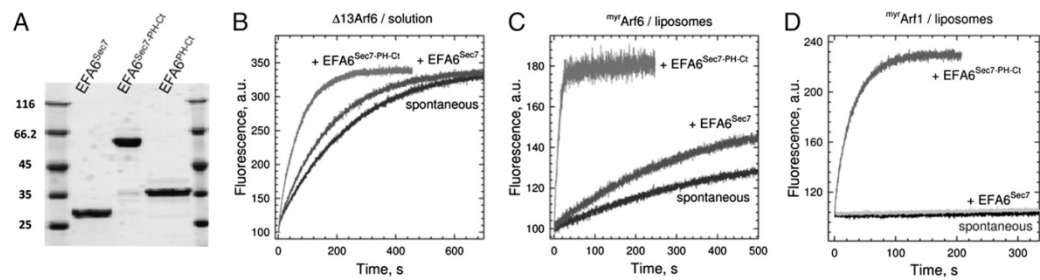 A
EFA6Sec7
EFA6Sec7-PH-Ct
EFA6PH-Ct
116
66.2
45
35
25
B
Δ13Arf6 / solution
+ EFA6Sec7-PH-Ct
+ EFA6Sec7
spontaneous
Fluorescence, a.u.
350
300
250
200
150
100
0
200
400
600
Time, s
C
myrArf6 / liposomes
+ EFA6Sec7-PH-Ct
+ EFA6Sec7
spontaneous
Fluorescence, a.u.
180
160
140
120
100
0
100
200
300
400
500
Time, s
D
myrArf1 / liposomes
+ EFA6Sec7-PH-Ct
+ EFA6Sec7
spontaneous
Fluorescence, a.u.
240
200
160
120
0
100
200
300
Time, s